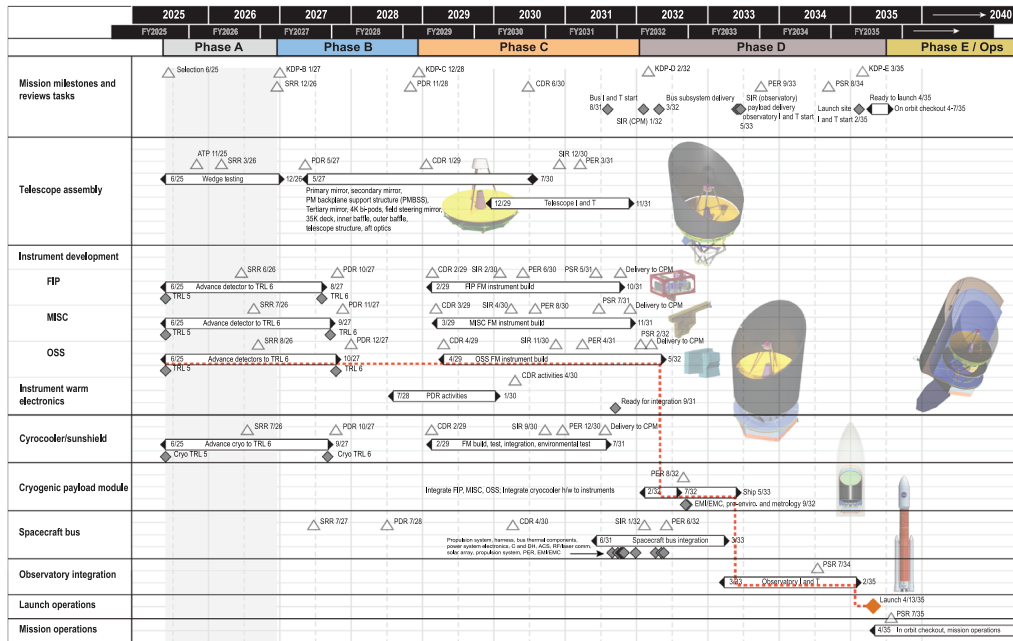 2025 2026 2027 2028 2029 2030 2031 2032 2033 2034 2035 2040
FY2025 FY2026 FY2027 FY2028 FY2029 FY2030 FY2031 FY2032 FY2033 FY2034 FY2035
Phase A Phase B Phase C Phase D Phase E / Ops
Mission milestones and
reviews tasks
Selection 6/25 KDP-B 1/27 KDP-C 12/28 KDP-D 2/32 KDP-E 3/35
SRR 12/26 PDR 11/28 CDR 6/30 PER 9/33 PSR 8/34
Bus I and T start
8/31
SIR (CPM) 1/32
Bus subsystem delivery
3/32
SIR (observatory)
payload delivery
observatory I and T start
5/33
Launch site
I and T start 2/35
Ready to launch 4/35
On orbit checkout 4-7/35
Telescope assembly
ATP 11/25
SRR 3/26 PDR 5/27 CDR 1/29 SIR 12/30
PER 3/31
6/25 Wedge testing 12/26 5/27 7/30
Primary mirror, secondary mirror,
PM backplane support structure (PMBSS),
Tertiary mirror, 4K bi-pods, field steering mirror,
35K deck, inner baffle, outer baffle,
telescope structure, aft optics
12/29 Telescope I and T 11/31
Instrument development
FIP
SRR 6/26 PDR 10/27 CDR 2/29 SIR 2/30 PER 6/30 PSR 5/31 Delivery to CPM
6/25 Advance detector to TRL 6 8/27 2/29 FIP FM instrument build 10/31
TRL 5 TRL 6
MISC
SRR 7/26 PDR 11/27 CDR 3/29 SIR 4/30 PER 8/30 PSR 7/31 Delivery to CPM
6/25 Advance detector to TRL 6 9/27 3/29 MISC FM instrument build 11/31
TRL 5 TRL 6
OSS
SRR 8/26 PDR 12/27 CDR 4/29 SIR 11/30 PER 4/31 PSR 2/32 Delivery to CPM
6/25 Advance detectors to TRL 6 10/27 4/29 OSS FM instrument build 5/32
TRL 5 TRL 6
Instrument warm
electronics
CDR activities 4/30
7/28 PDR activities 1/30
Ready for integration 9/31
Cyrocooler/sunshield
SRR 7/26 PDR 10/27 CDR 2/29 SIR 9/30 PER 12/30 Delivery to CPM
6/25 Advance cryo to TRL 6 9/27 2/29 FM build, test, integration, environmental test 7/31
Cryo TRL 5 Cryo TRL 6
Cryogenic payload module
PER 8/32
Integrate FIP, MISC, OSS; Integrate cryocooler h/w to instruments 2/32 7/32 Ship 5/33
EMI/EMC, pre-enviro. and metrology 9/32
Spacecraft bus
SRR 7/27 PDR 7/28 CDR 4/30 SIR 1/32 PER 6/32
Propulsion system, harness, bus thermal components,
power system electronics, C and DH, ACS, RF/laser comm,
solar array, propulsion system, PER, EMI/EMC
6/31 Spacecraft bus integration 3/33
Observatory integration
PSR 7/34
3/33 Observatory I and T 2/35
Launch operations
Launch 4/13/35
Mission operations
PSR 7/35
4/35 In orbit checkout, mission operations